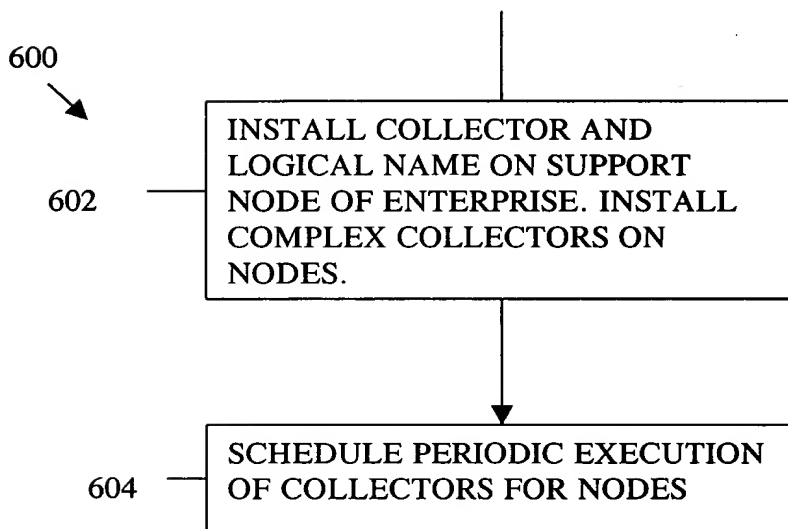 600
INSTALL COLLECTOR AND
LOGICAL NAME ON SUPPORT
NODE OF ENTERPRISE. INSTALL
COMPLEX COLLECTORS ON
NODES.
602
SCHEDULE PERIODIC EXECUTION
OF COLLECTORS FOR NODES
604